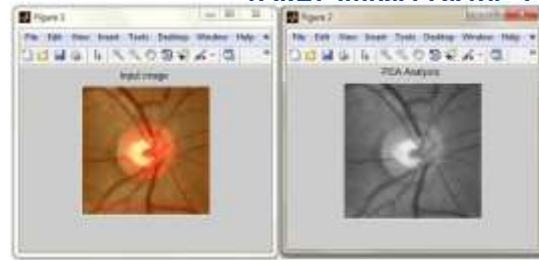 Figure 1
File Edit View Insert Tools Desktop Window Help
Input image
Figure 2
File Edit View Insert Tools Desktop Window Help
PCA Analysis